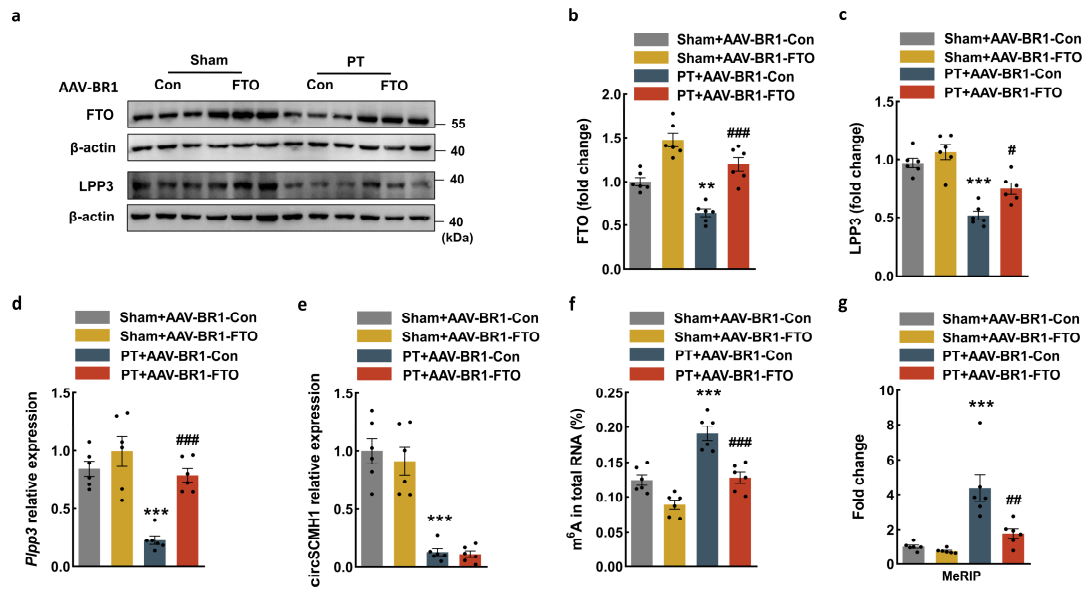 a
Sham
PT
AAV-BR1
Con
FTO
Con
FTO
FTO
55
β-actin
40
LPP3
40
β-actin
40
(kDa)
b
Sham+AAV-BR1-Con
Sham+AAV-BR1-FTO
PT+AAV-BR1-Con
PT+AAV-BR1-FTO
FTO (fold change)
2.0
1.5
1.0
0.5
0.0
**
###
c
Sham+AAV-BR1-Con
Sham+AAV-BR1-FTO
PT+AAV-BR1-Con
PT+AAV-BR1-FTO
LPP3 (fold change)
1.5
1.0
0.5
0.0
***
#
d
Sham+AAV-BR1-Con
Sham+AAV-BR1-FTO
PT+AAV-BR1-Con
PT+AAV-BR1-FTO
Plpp3 relative expression
1.5
1.0
0.5
0.0
***
###
e
Sham+AAV-BR1-Con
Sham+AAV-BR1-FTO
PT+AAV-BR1-Con
PT+AAV-BR1-FTO
circSCMH1 relative expression
1.5
1.0
0.5
0.0
***
f
Sham+AAV-BR1-Con
Sham+AAV-BR1-FTO
PT+AAV-BR1-Con
PT+AAV-BR1-FTO
m⁶A in total RNA (%)
0.25
0.20
0.15
0.10
0.05
0.00
***
###
g
Sham+AAV-BR1-Con
Sham+AAV-BR1-FTO
PT+AAV-BR1-Con
PT+AAV-BR1-FTO
Fold change
10
8
6
4
2
0
***
##
MeRIP